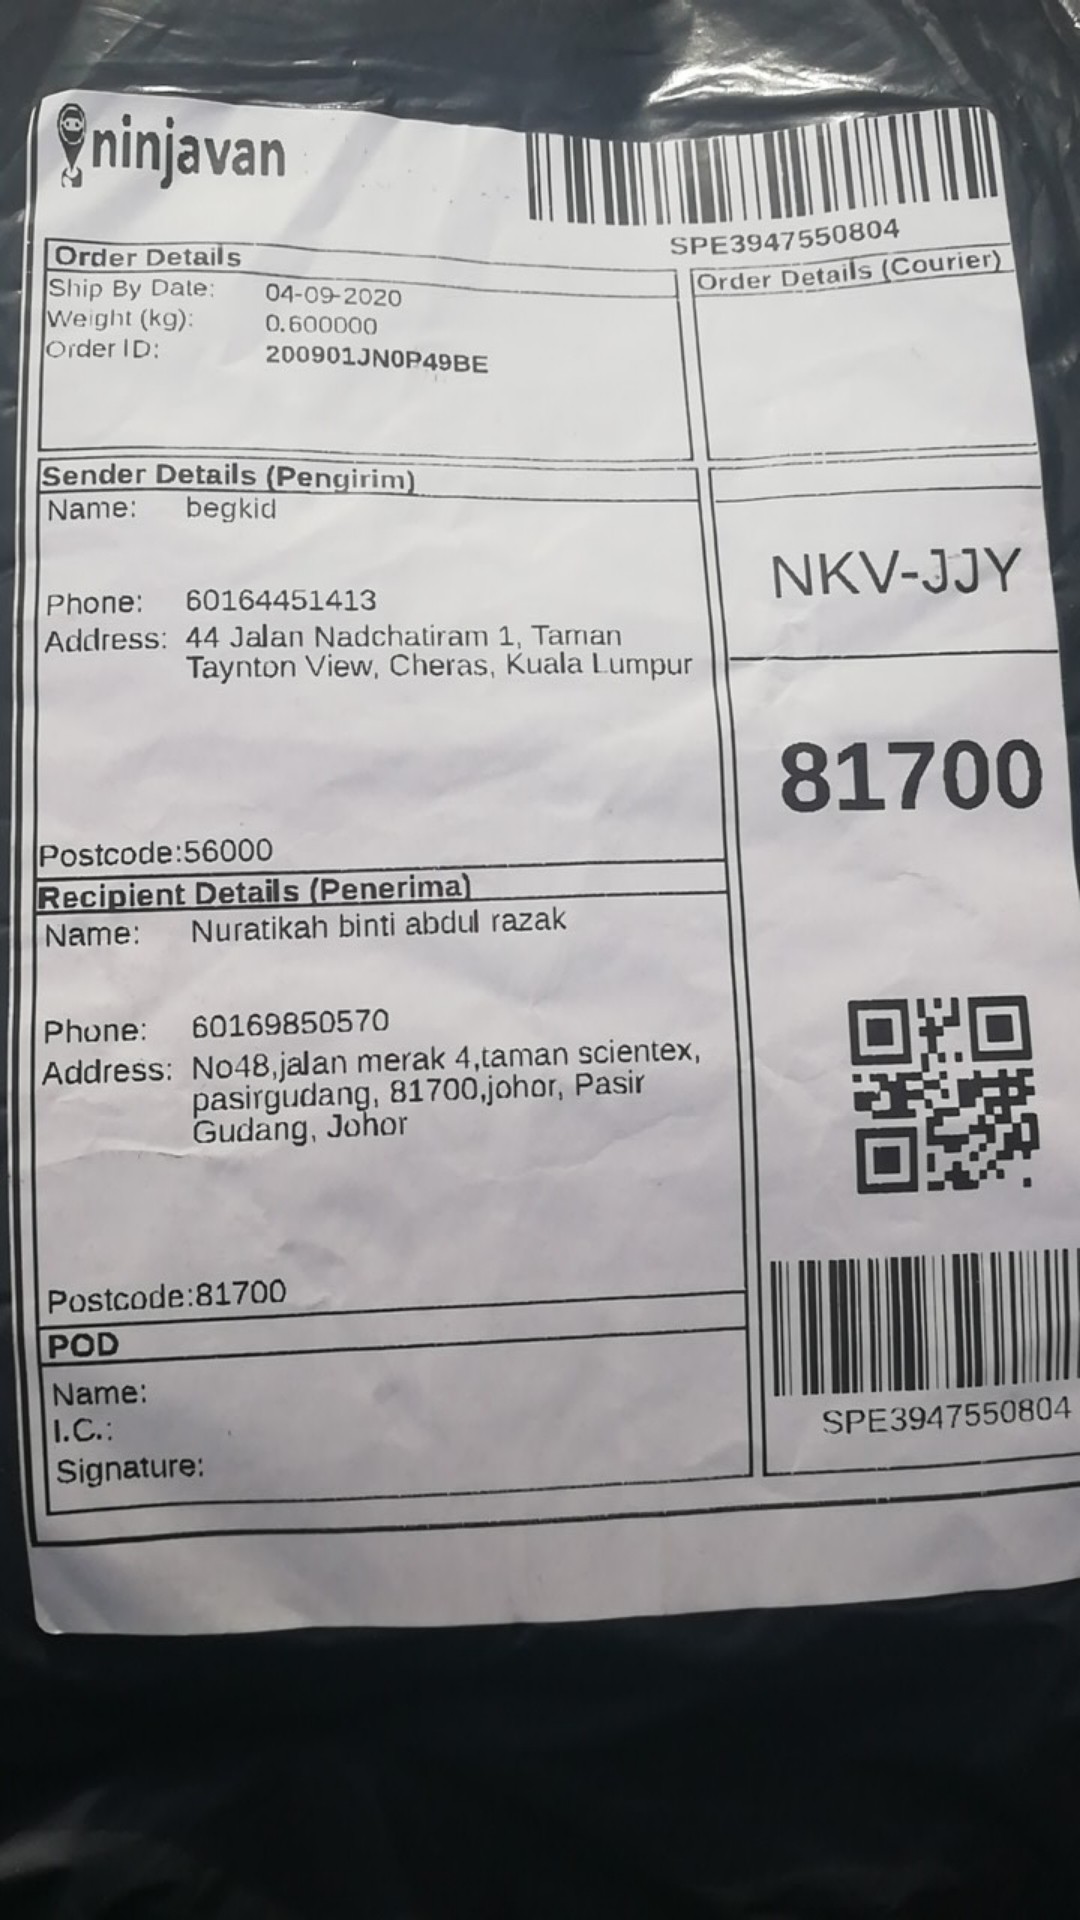 ninjavan
SPE3947550804
Order Details
Ship By Date: 04-09-2020
Weight (kg): 0.600000
Order ID: 200901JN0P49BE
Order Details (Courier)
Sender Details (Pengirim)
Name: begkid
Phone: 60164451413
Address: 44 Jalan Nadchatiram 1, Taman
Taynton View, Cheras, Kuala Lumpur
Postcode:56000
NKV-JJY
81700
Recipient Details (Penerima)
Name: Nuratikah binti abdul razak
Phone: 60169850570
Address: No48,jalan merak 4,taman scientex,
pasirgudang, 81700,johor, Pasir
Gudang, Johor
Postcode:81700
POD
Name:
I.C.:
Signature:
SPE3947550804